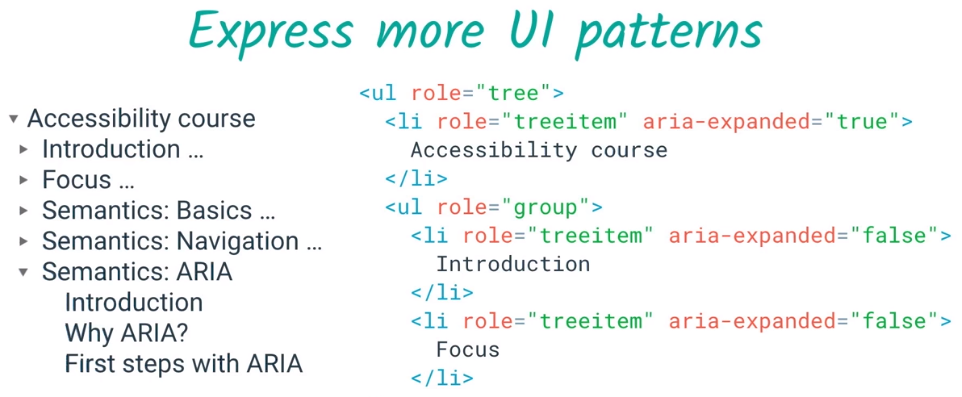 Express more UI patterns
Accessibility course
Introduction ...
Focus ...
Semantics: Basics ...
Semantics: Navigation ...
Semantics: ARIA
Introduction
Why ARIA?
First steps with ARIA
<ul role="tree">
<li role="treeitem" aria-expanded="true">
Accessibility course
</li>
<ul role="group">
<li role="treeitem" aria-expanded="false">
Introduction
</li>
<li role="treeitem" aria-expanded="false">
Focus
</li>